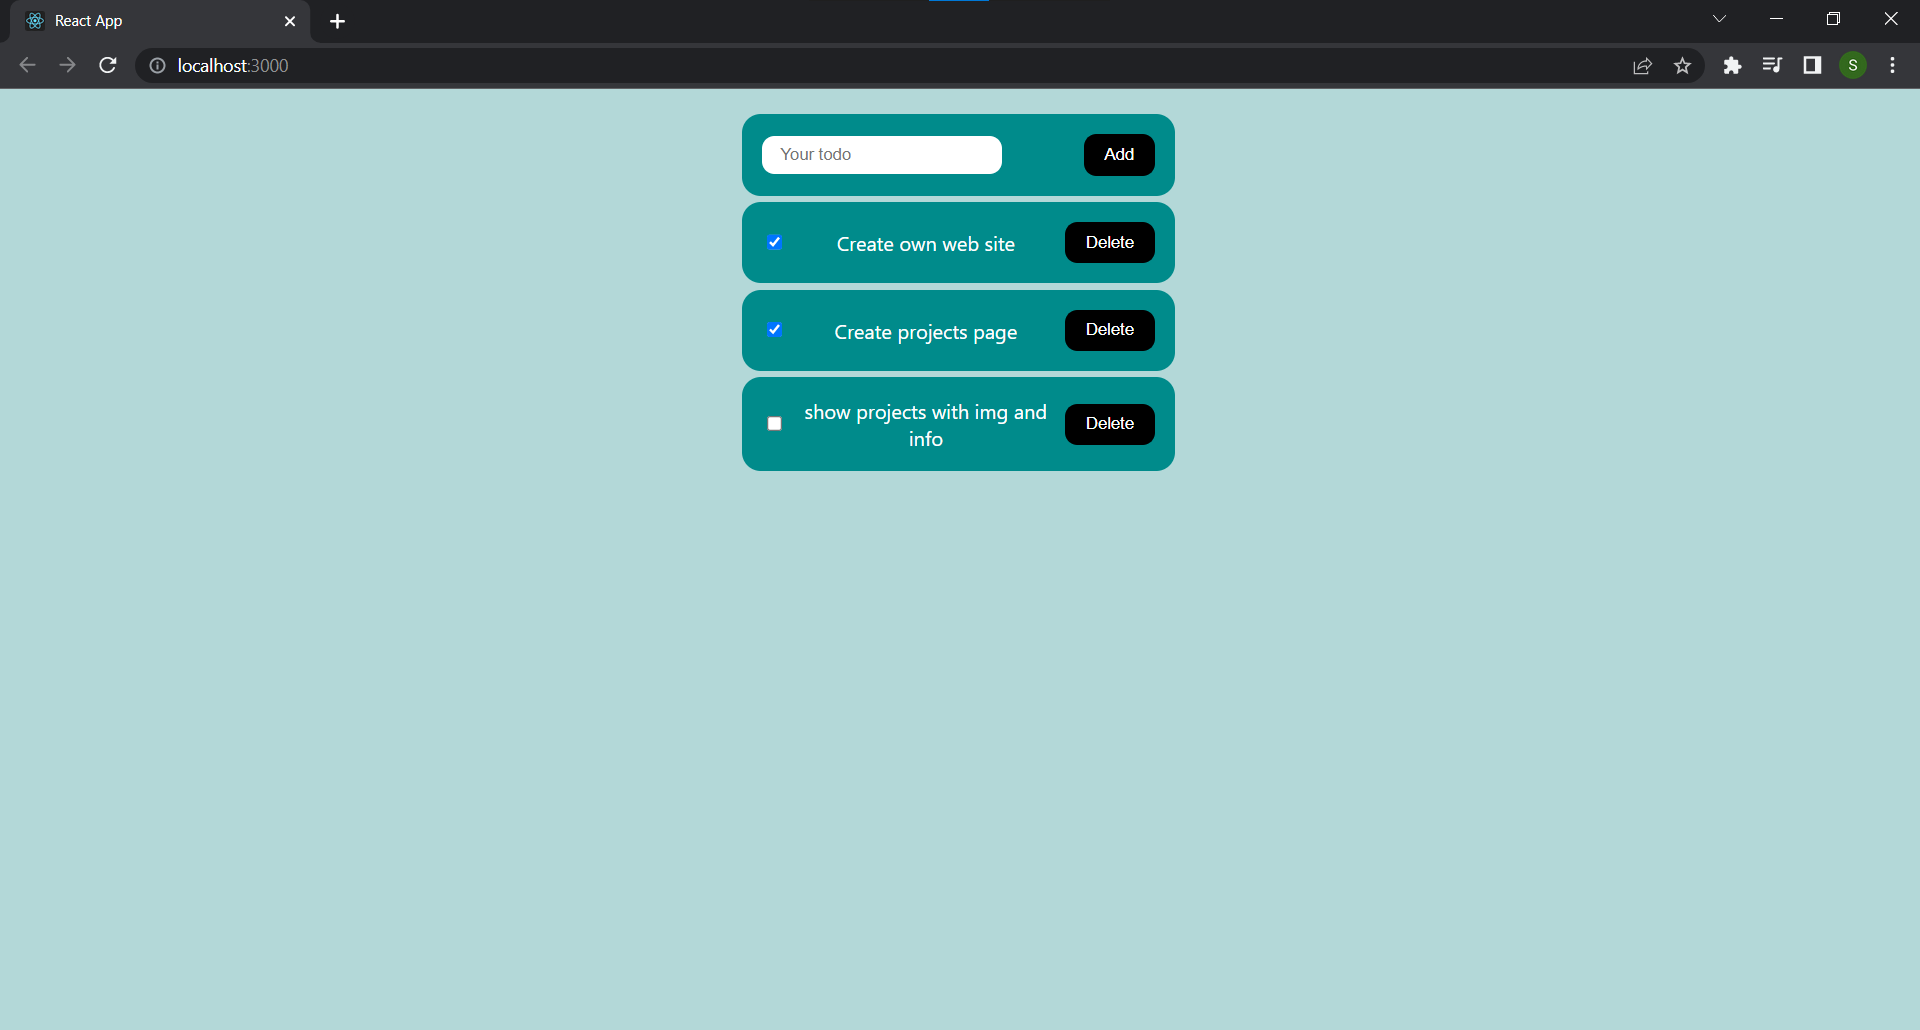 React App
localhost:3000
S
Your todo
Add
Create own web site
Delete
Create projects page
Delete
show projects with img and
info
Delete